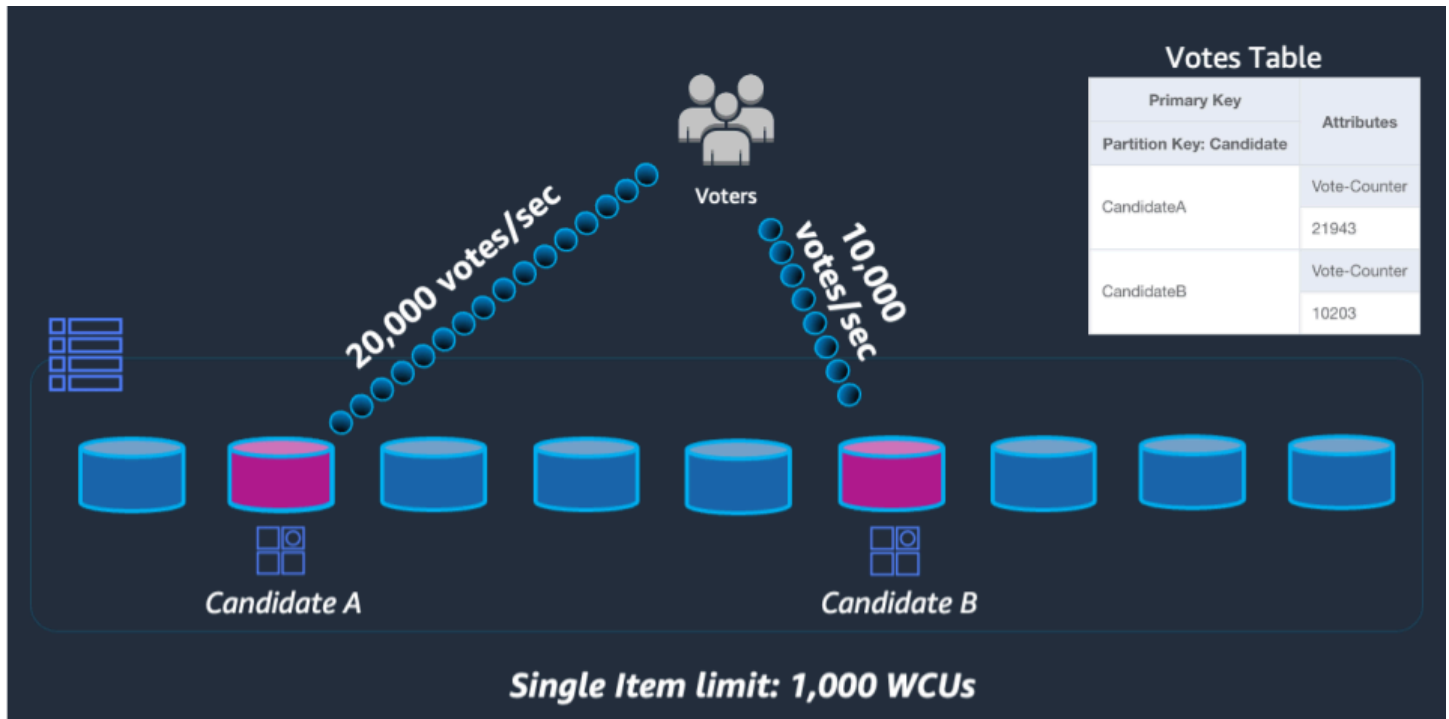 Votes Table
Primary Key
Attributes
Partition Key: Candidate
CandidateA
Vote-Counter
21943
CandidateB
Vote-Counter
10203
Voters
20,000 votes/sec
10,000
votes/sec
Candidate A
Candidate B
Single Item limit: 1,000 WCUs